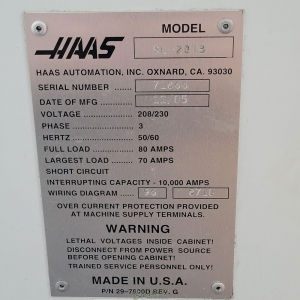 HAAS
MODEL
HAAS AUTOMATION, INC. OXNARD, CA. 93030
SERIAL NUMBER .......
DATE OF MFG ...........
VOLTAGE .................. 208/230
PHASE ...................... 3
HERTZ ...................... 50/60
FULL LOAD .............. 80 AMPS
LARGEST LOAD ........ 70 AMPS
SHORT CIRCUIT
INTERRUPTING CAPACITY - 10,000 AMPS
WIRING DIAGRAM ....
OVER CURRENT PROTECTION PROVIDED
AT MACHINE SUPPLY TERMINALS.
WARNING
LETHAL VOLTAGES INSIDE CABINET!
DISCONNECT FROM POWER SOURCE
BEFORE OPENING CABINET!
TRAINED SERVICE PERSONNEL ONLY!
MADE IN U.S.A.
REV. G